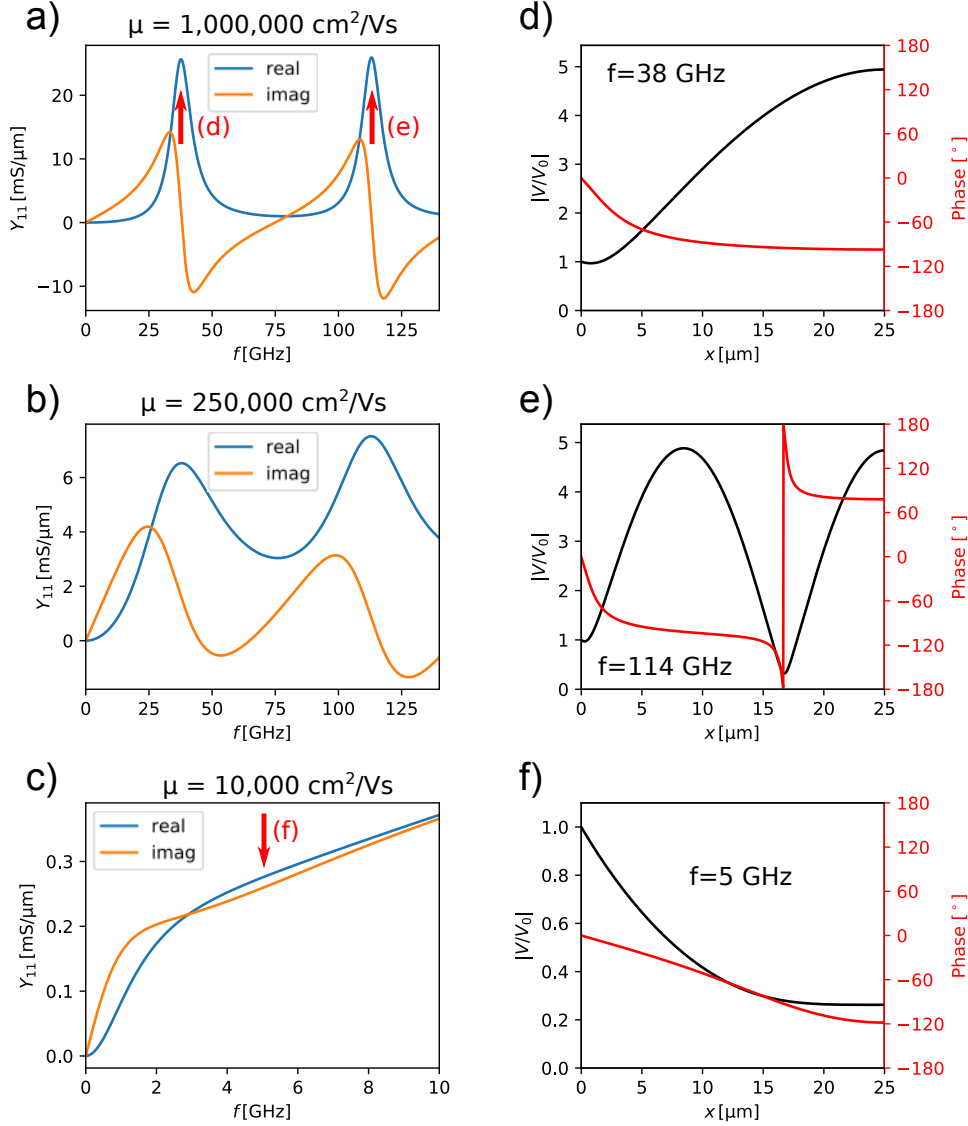 a)
μ = 1,000,000 cm²/Vs
real
imag
(d)
(e)
20
10
0
−10
Y₁₁ [mS/μm]
0
25
50
75
100
125
f [GHz]
d)
f=38 GHz
5
4
3
2
1
0
|V/V₀|
180
120
60
0
−60
−120
−180
Phase [°]
0
5
10
15
20
25
x [μm]
b)
μ = 250,000 cm²/Vs
real
imag
6
4
2
0
Y₁₁ [mS/μm]
0
25
50
75
100
125
f [GHz]
e)
5
4
3
2
1
0
|V/V₀|
f=114 GHz
180
120
60
0
−60
−120
−180
Phase [°]
0
5
10
15
20
25
x [μm]
c)
μ = 10,000 cm²/Vs
real
imag
(f)
0.3
0.2
0.1
0.0
Y₁₁ [mS/μm]
0
2
4
6
8
10
f [GHz]
f)
f=5 GHz
1.0
0.8
0.6
0.4
0.2
0.0
|V/V₀|
180
120
60
0
−60
−120
−180
Phase [°]
0
5
10
15
20
25
x [μm]